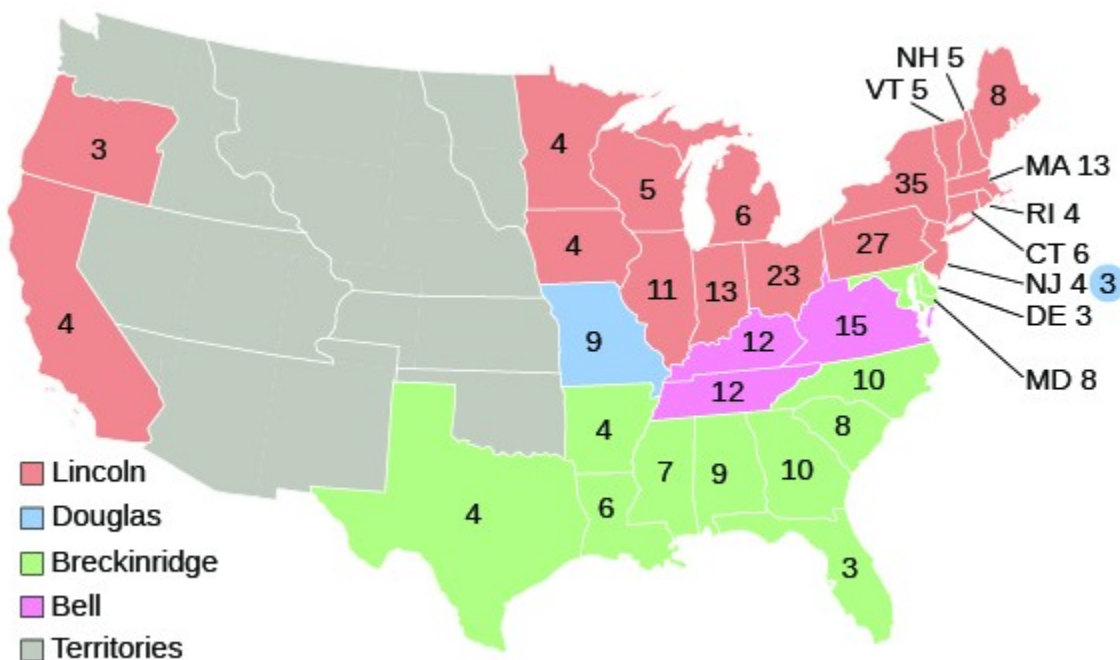 NH 5
VT 5
8
3
4
MA 13
5
35
RI 4
6
4
27
CT 6
23
NJ 4 3
11
13
DE 3
4
15
9
12
MD 8
10
12
4
8
7
9
10
Lincoln
6
4
Douglas
Breckinridge
3
Bell
Territories